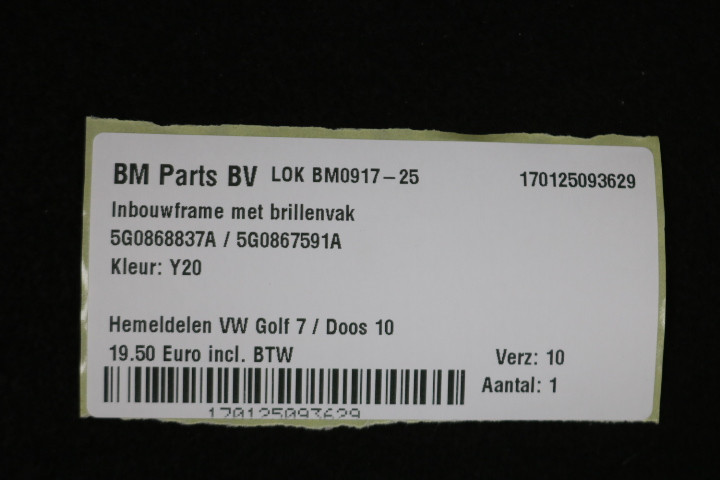 BM Parts BV LOK BM0917-25 170125093629
Inbouwframe met brillenvak
5G0868837A / 5G0867591A
Kleur: Y20
Hemeldelen VW Golf 7 / Doos 10
19.50 Euro incl. BTW Verz: 10
Aantal: 1
170125093629